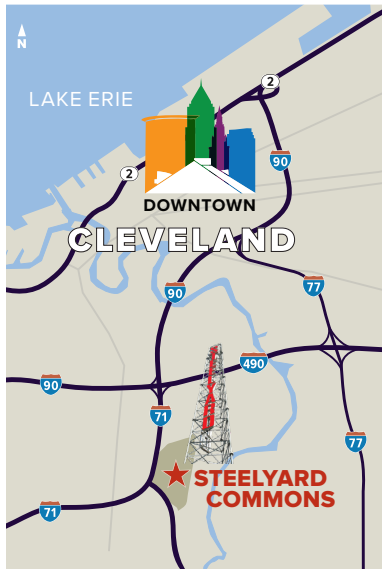 N
2
LAKE ERIE
90
2
DOWNTOWN
CLEVELAND
77
90
490
90
71
77
STEELYARD
COMMONS
71